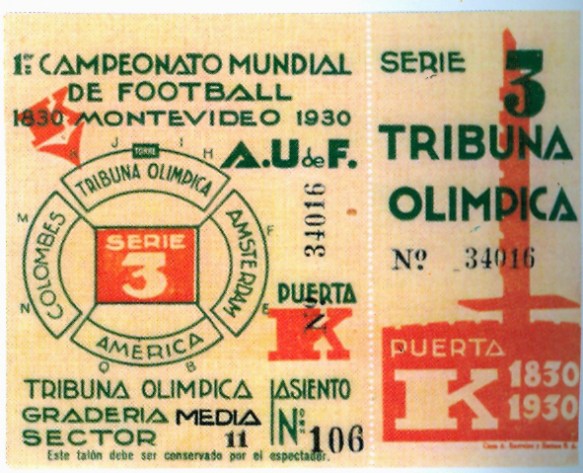 1er CAMPEONATO MUNDIAL
DE FOOTBALL
1830 MONTEVIDEO 1930
A.U de F.
K
K J I H
TORRE
TRIBUNA OLIMPICA
M
COLOMBES
N
AMSTERDAM
F
E
SERIE
3
AMÉRICA
O B
Nº 34016
PUERTA
K
TRIBUNA OLIMPICA
GRADERIA MEDIA
SECTOR 11
ASIENTO
Nº 106
Este talón debe ser conservado por el espectador.
SERIE 3
TRIBUNA
OLIMPICA
Nº 34016
PUERTA
K
1830
1930